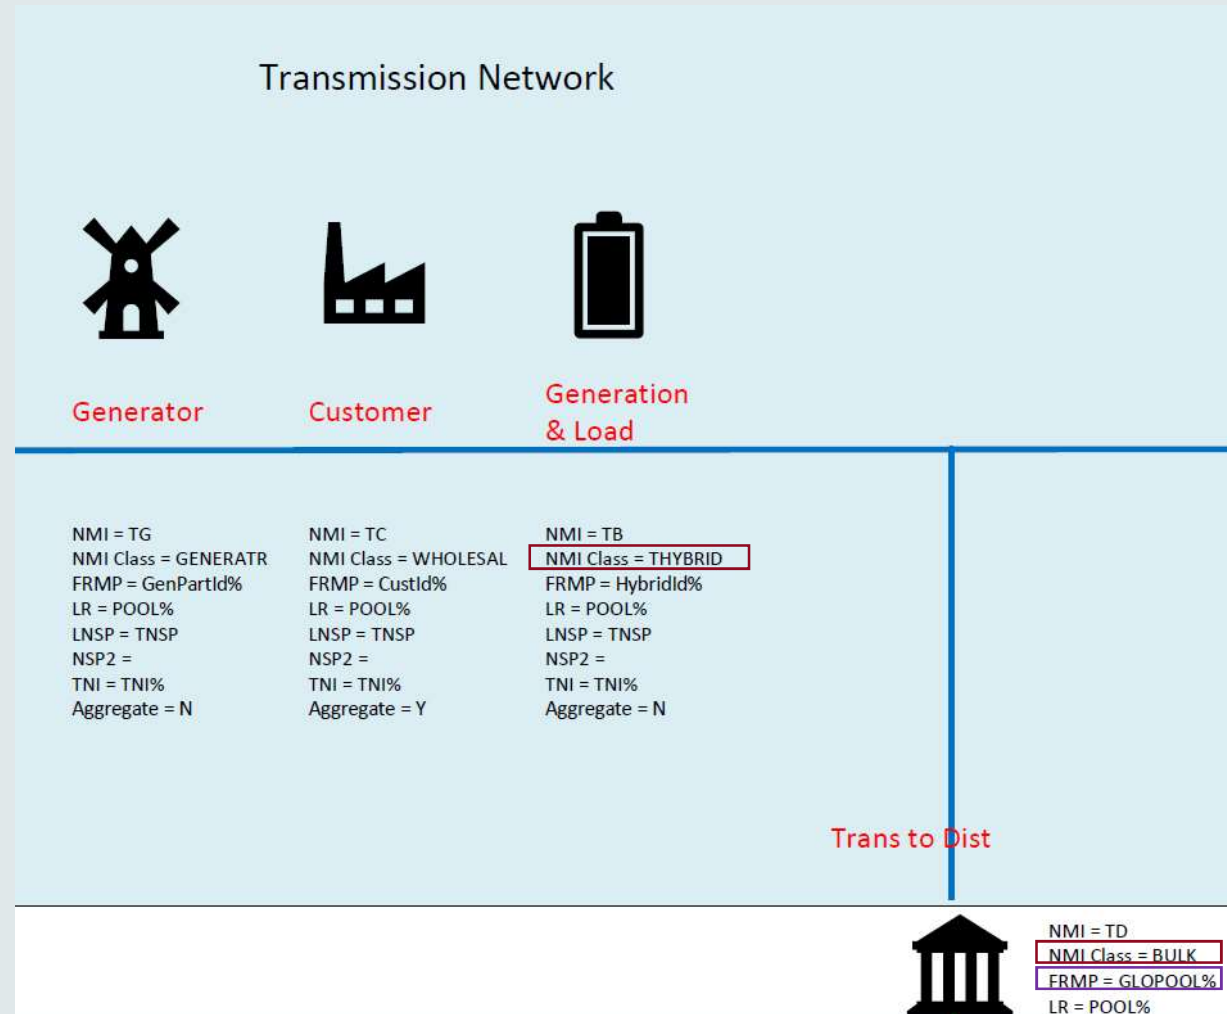 Transmission Network
Generator
Customer
Generation
& Load
NMI = TG
NMI Class = GENERATR
FRMP = GenPartId%
LR = POOL%
LNSP = TNSP
NSP2 =
TNI = TNI%
Aggregate = N
NMI = TC
NMI Class = WHOLESAL
FRMP = CustId%
LR = POOL%
LNSP = TNSP
NSP2 =
TNI = TNI%
Aggregate = Y
NMI = TB
NMI Class = THYBRID
FRMP = HybridId%
LR = POOL%
LNSP = TNSP
NSP2 =
TNI = TNI%
Aggregate = N
Trans to Dist
NMI = TD
NMI Class = BULK
FRMP = GLOPOOL%
LR = POOL%